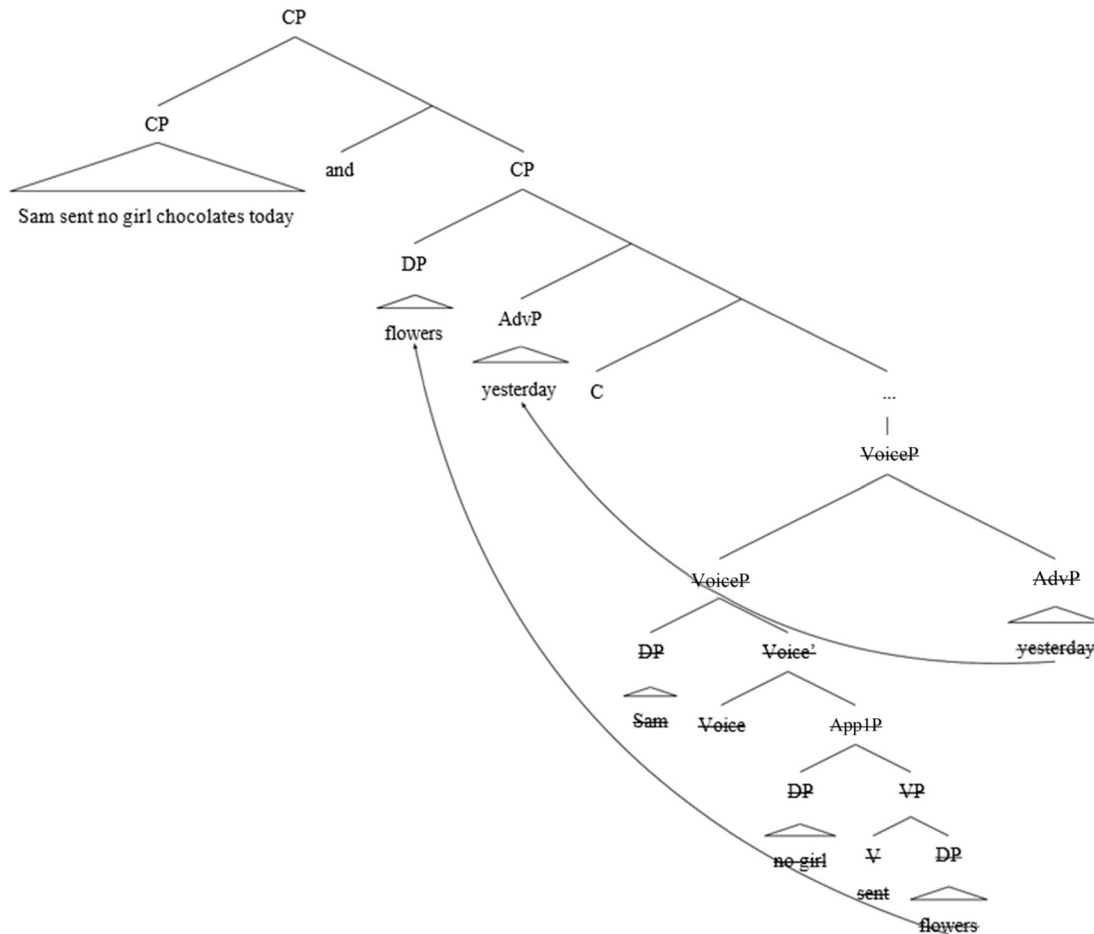 CP
CP
and
CP
Sam sent no girl chocolates today
DP
flowers
AdvP
yesterday
C
...
VoiceP
VoiceP
AdvP
yesterday
DP
Voice'
Sam
Voice
App1P
DP
VP
no girl
V
DP
sent
flowers